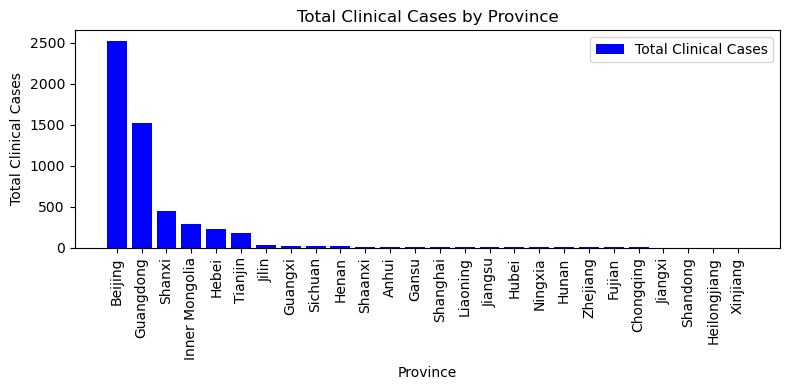 Total Clinical Cases by Province
Total Clinical Cases
2500
2000
1500
1000
500
0
Total Clinical Cases
Beijing
Guangdong
Shanxi
Inner Mongolia
Hebei
Tianjin
Jilin
Guangxi
Sichuan
Henan
Shaanxi
Anhui
Gansu
Shanghai
Liaoning
Jiangsu
Hubei
Ningxia
Hunan
Zhejiang
Fujian
Chongqing
Jiangxi
Shandong
Heilongjiang
Xinjiang
Province